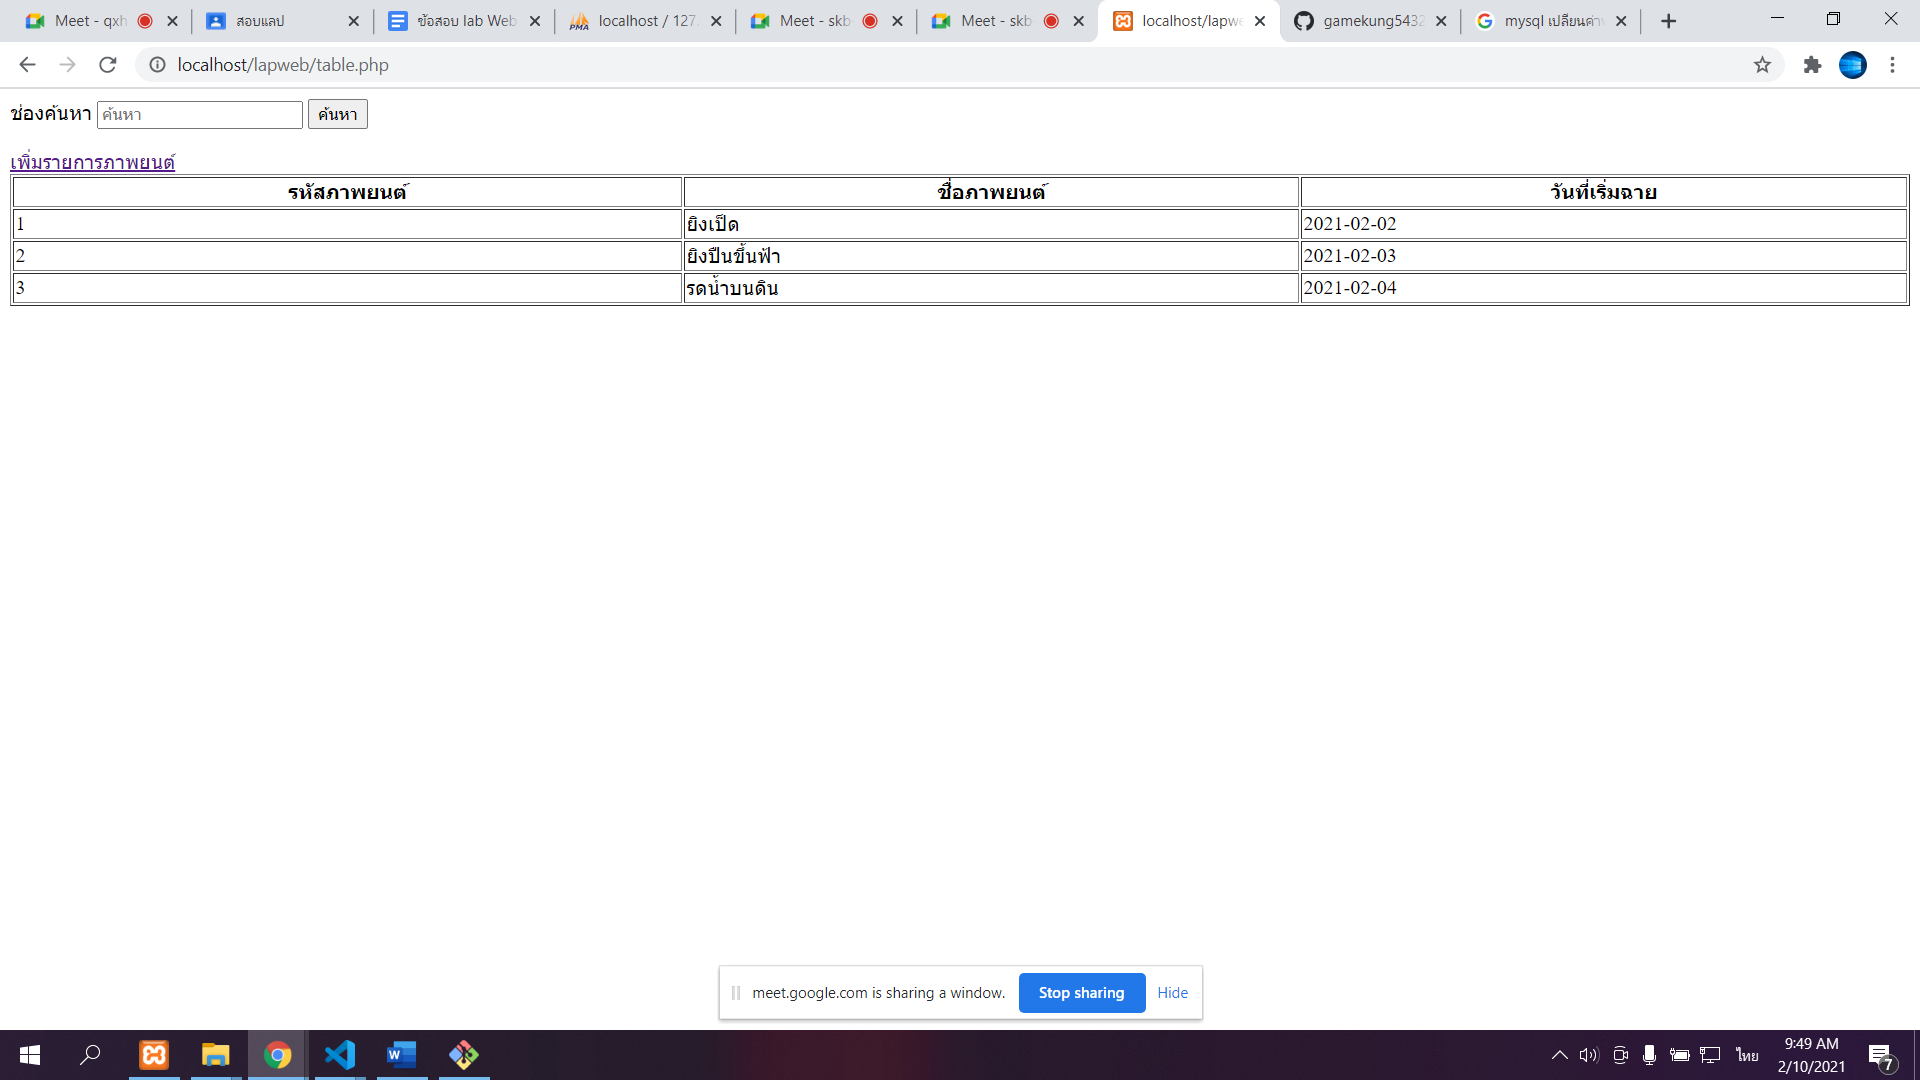 Meet - qxh
สอบแลป
ข้อสอบ lab Web
localhost / 127.
Meet - skb
Meet - skb
localhost/lapwe
gamekung5432
mysql เปลี่ยนค่า
localhost/lapweb/table.php
ช่องค้นหา ค้นหา ค้นหา
เพิ่มรายการภาพยนต์
รหัสภาพยนต์ ชื่อภาพยนต์ วันที่เริ่มฉาย
1 ยิงเป็ด 2021-02-02
2 ยิงปืนขึ้นฟ้า 2021-02-03
3 รดน้ำบนดิน 2021-02-04
meet.google.com is sharing a window. Stop sharing Hide
ไทย
9:49 AM
2/10/2021
7